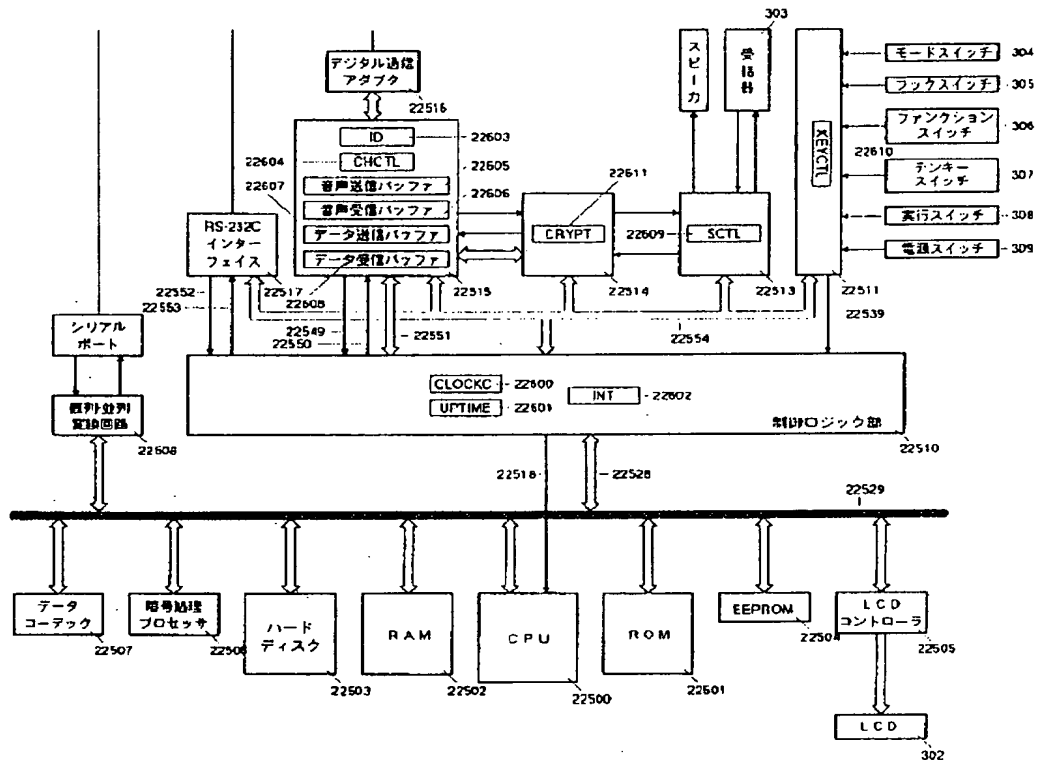 303
スピーカ
受話器
モードスイッチ
304
フックスイッチ
305
ファンクション
スイッチ
306
テンキー
スイッチ
307
実行スイッチ
308
電源スイッチ
309
KEYCTL
22610
22511
22539
デジタル通信
アダプタ
22516
ID
22603
22604
CHCTL
22605
22607
音声送信バッファ
22606
音声受信バッファ
データ送信バッファ
データ受信バッファ
22608
22515
22611
CRYPT
22514
22609
SCTL
22513
RS-232C
インター
フェイス
22517
22552
22553
22549
22550
22551
22554
シリアル
ポート
直列-並列
変換回路
22508
CLOCKC
22600
UPTIME
22601
INT
22602
制御ロジック部
22510
22518
22528
22529
データ
コーデック
22507
暗号処理
プロセッサ
22506
ハード
ディスク
22503
RAM
22502
CPU
22500
ROM
22501
EEPROM
22504
LCD
コントローラ
22505
LCD
302